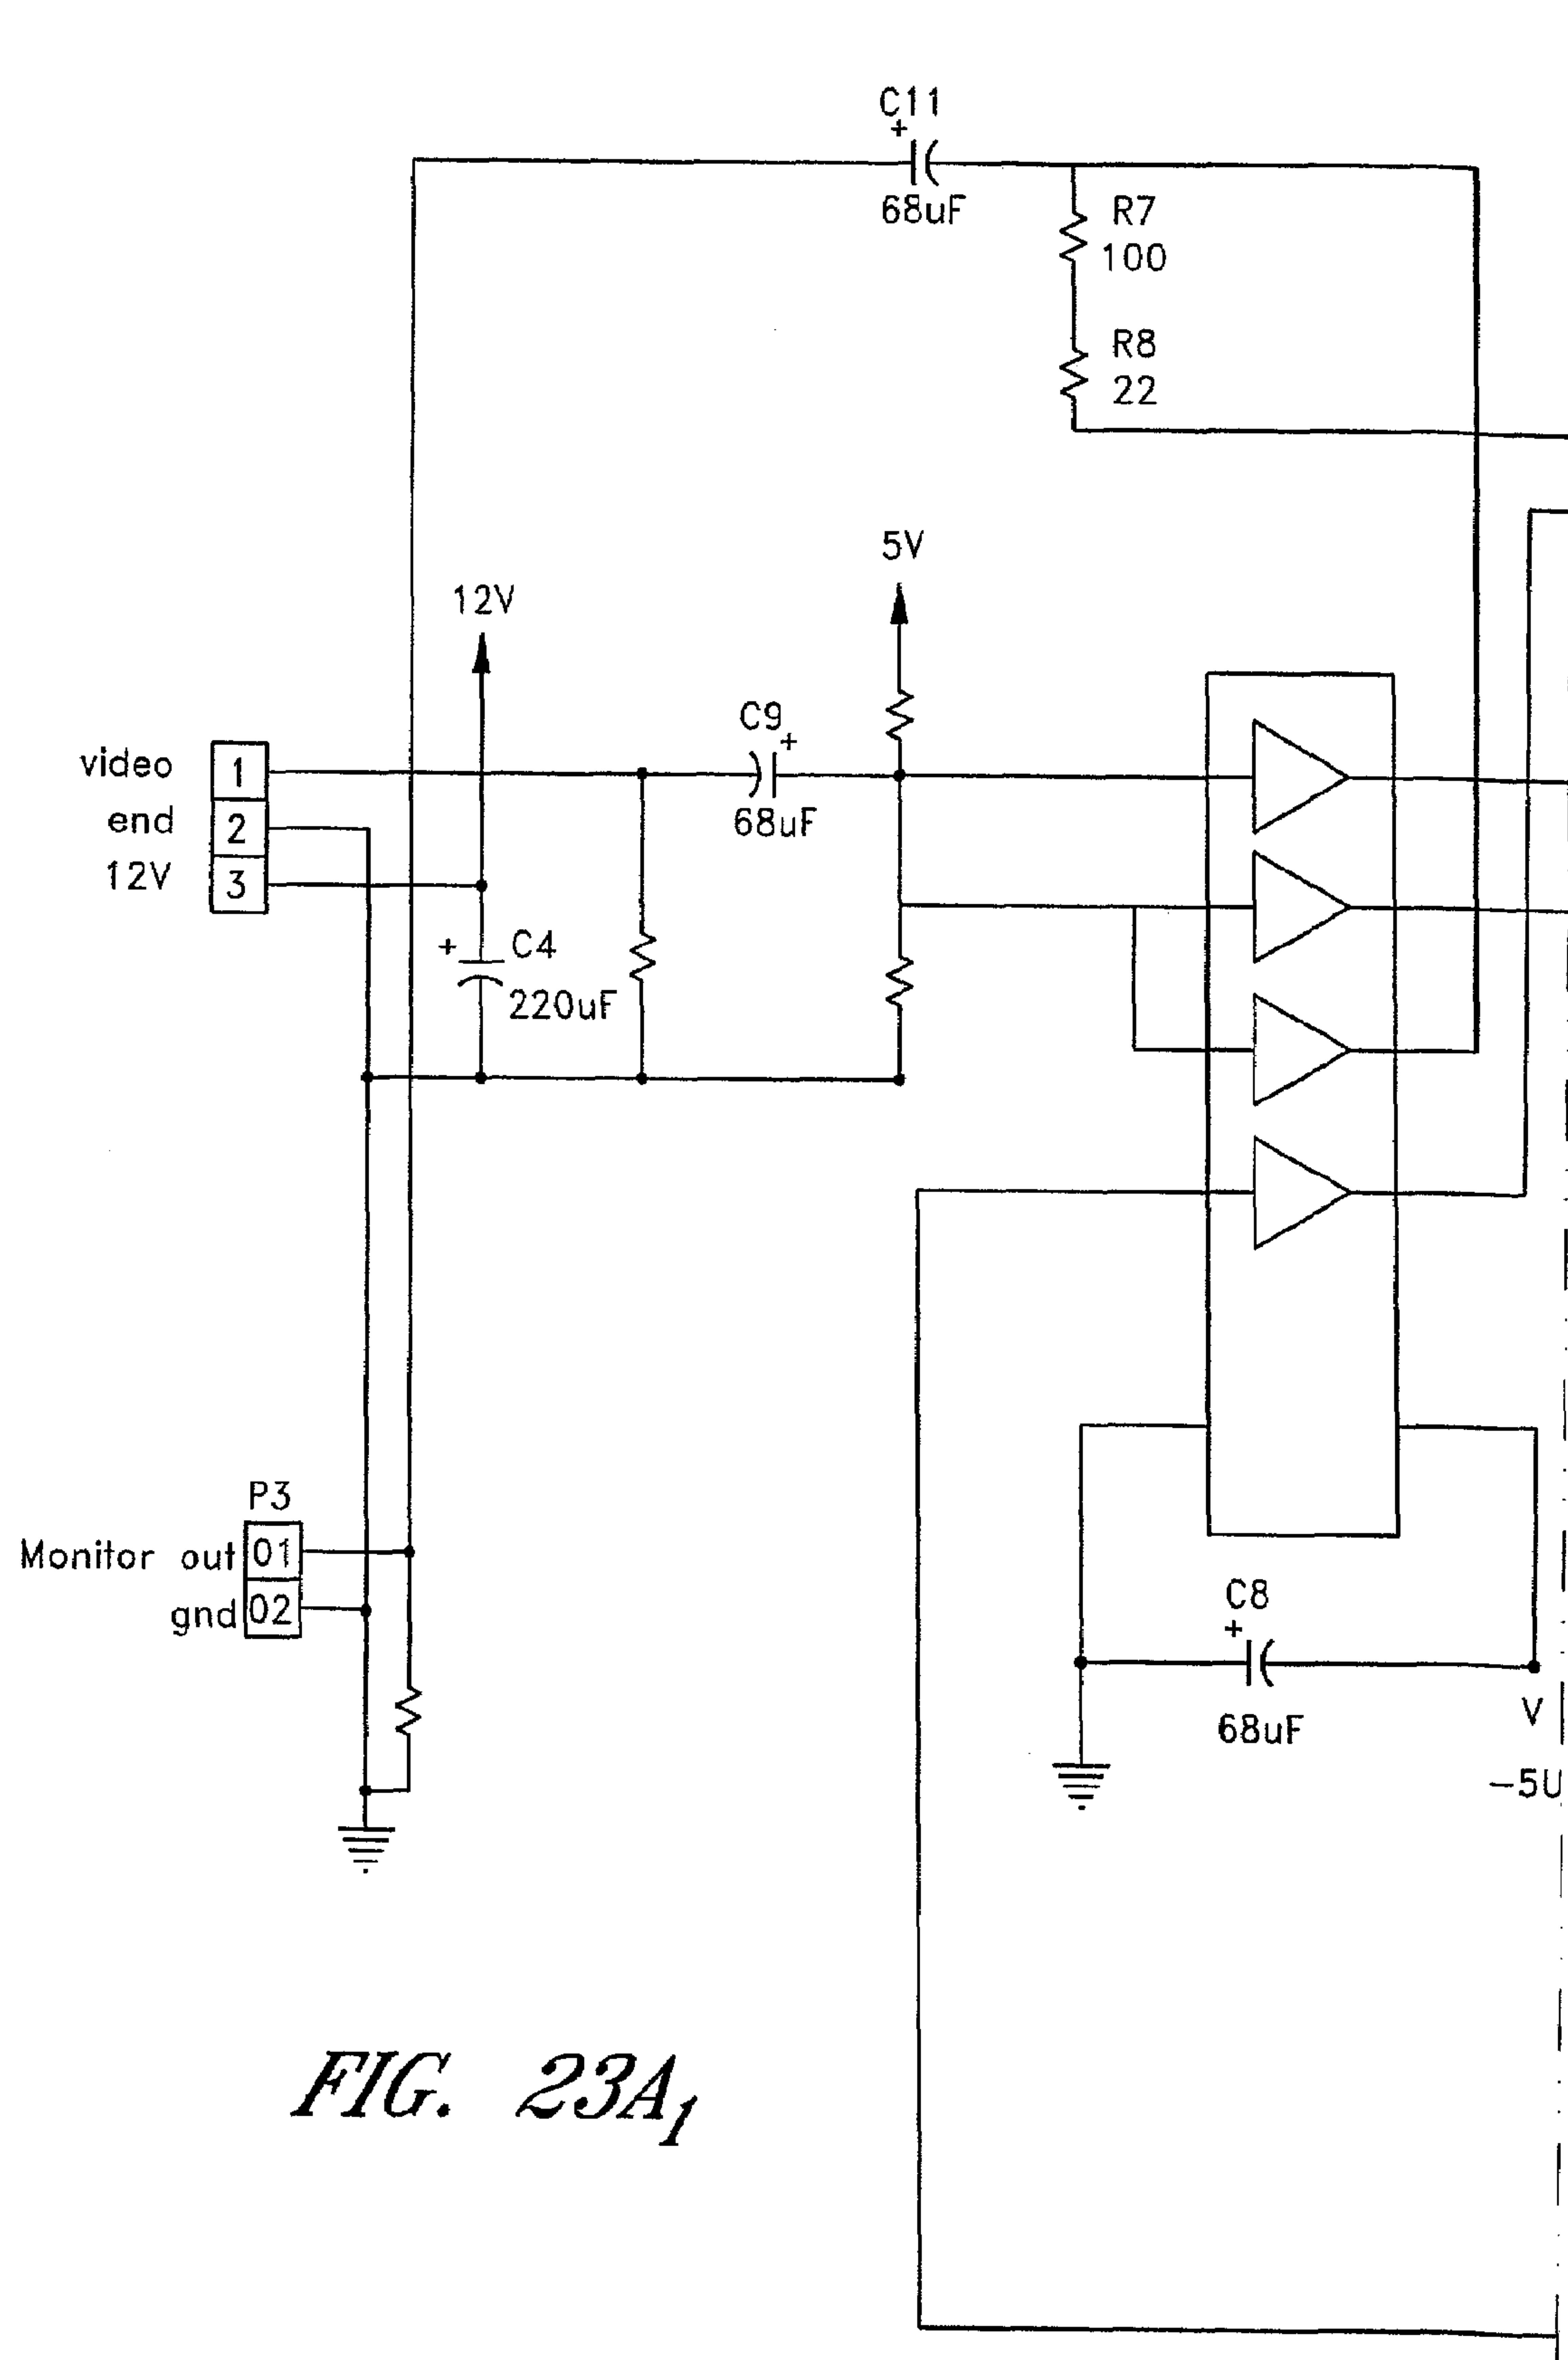 C11
+
68uF
R7
100
R8
22
5V
12V
C9
+
68uF
video 1
end 2
12V 3
+ C4
220uF
P3
Monitor out 01
gnd 02
C8
+
68uF
V
-5U
FIG. 23A1